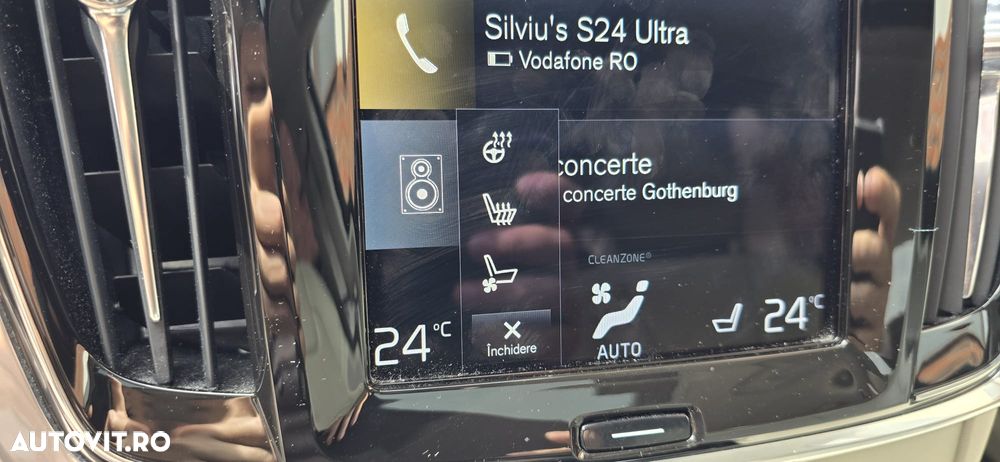 Silviu's S24 Ultra
Vodafone RO
concerte
concerte Gothenburg
CLEANZONE®
24°C
Închidere
AUTO
24°C
AUTOVIT.RO